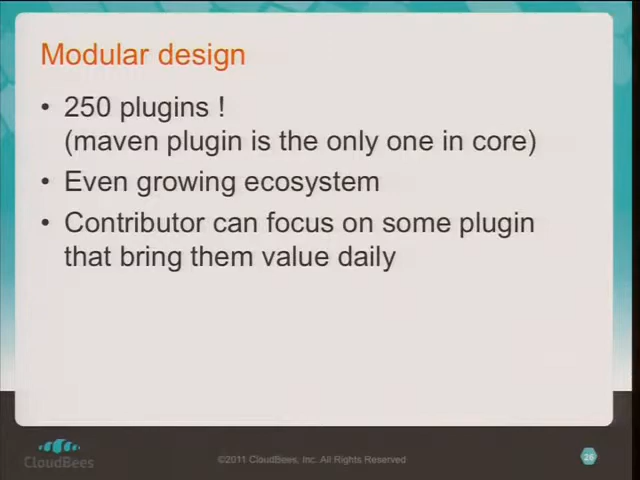 Modular design
• 250 plugins !
(maven plugin is the only one in core)
• Even growing ecosystem
• Contributor can focus on some plugin
that bring them value daily
CloudBees
©2011 CloudBees, Inc. All Rights Reserved
26